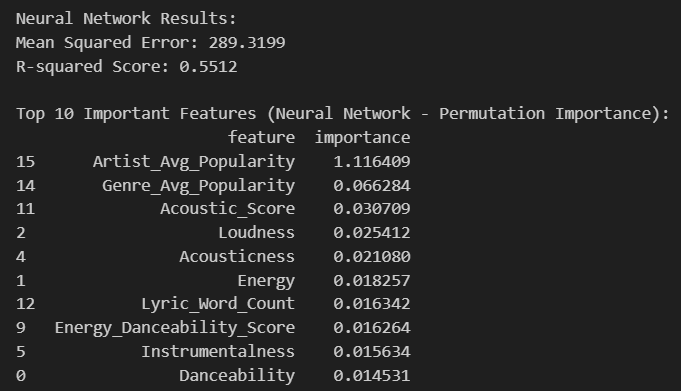 Neural Network Results:
Mean Squared Error: 289.3199
R-squared Score: 0.5512
Top 10 Important Features (Neural Network - Permutation Importance):
feature importance
15 Artist_Avg_Popularity 1.116409
14 Genre_Avg_Popularity 0.066284
11 Acoustic_Score 0.030709
2 Loudness 0.025412
4 Acousticness 0.021080
1 Energy 0.018257
12 Lyric_Word_Count 0.016342
9 Energy_Danceability_Score 0.016264
5 Instrumentalness 0.015634
0 Danceability 0.014531